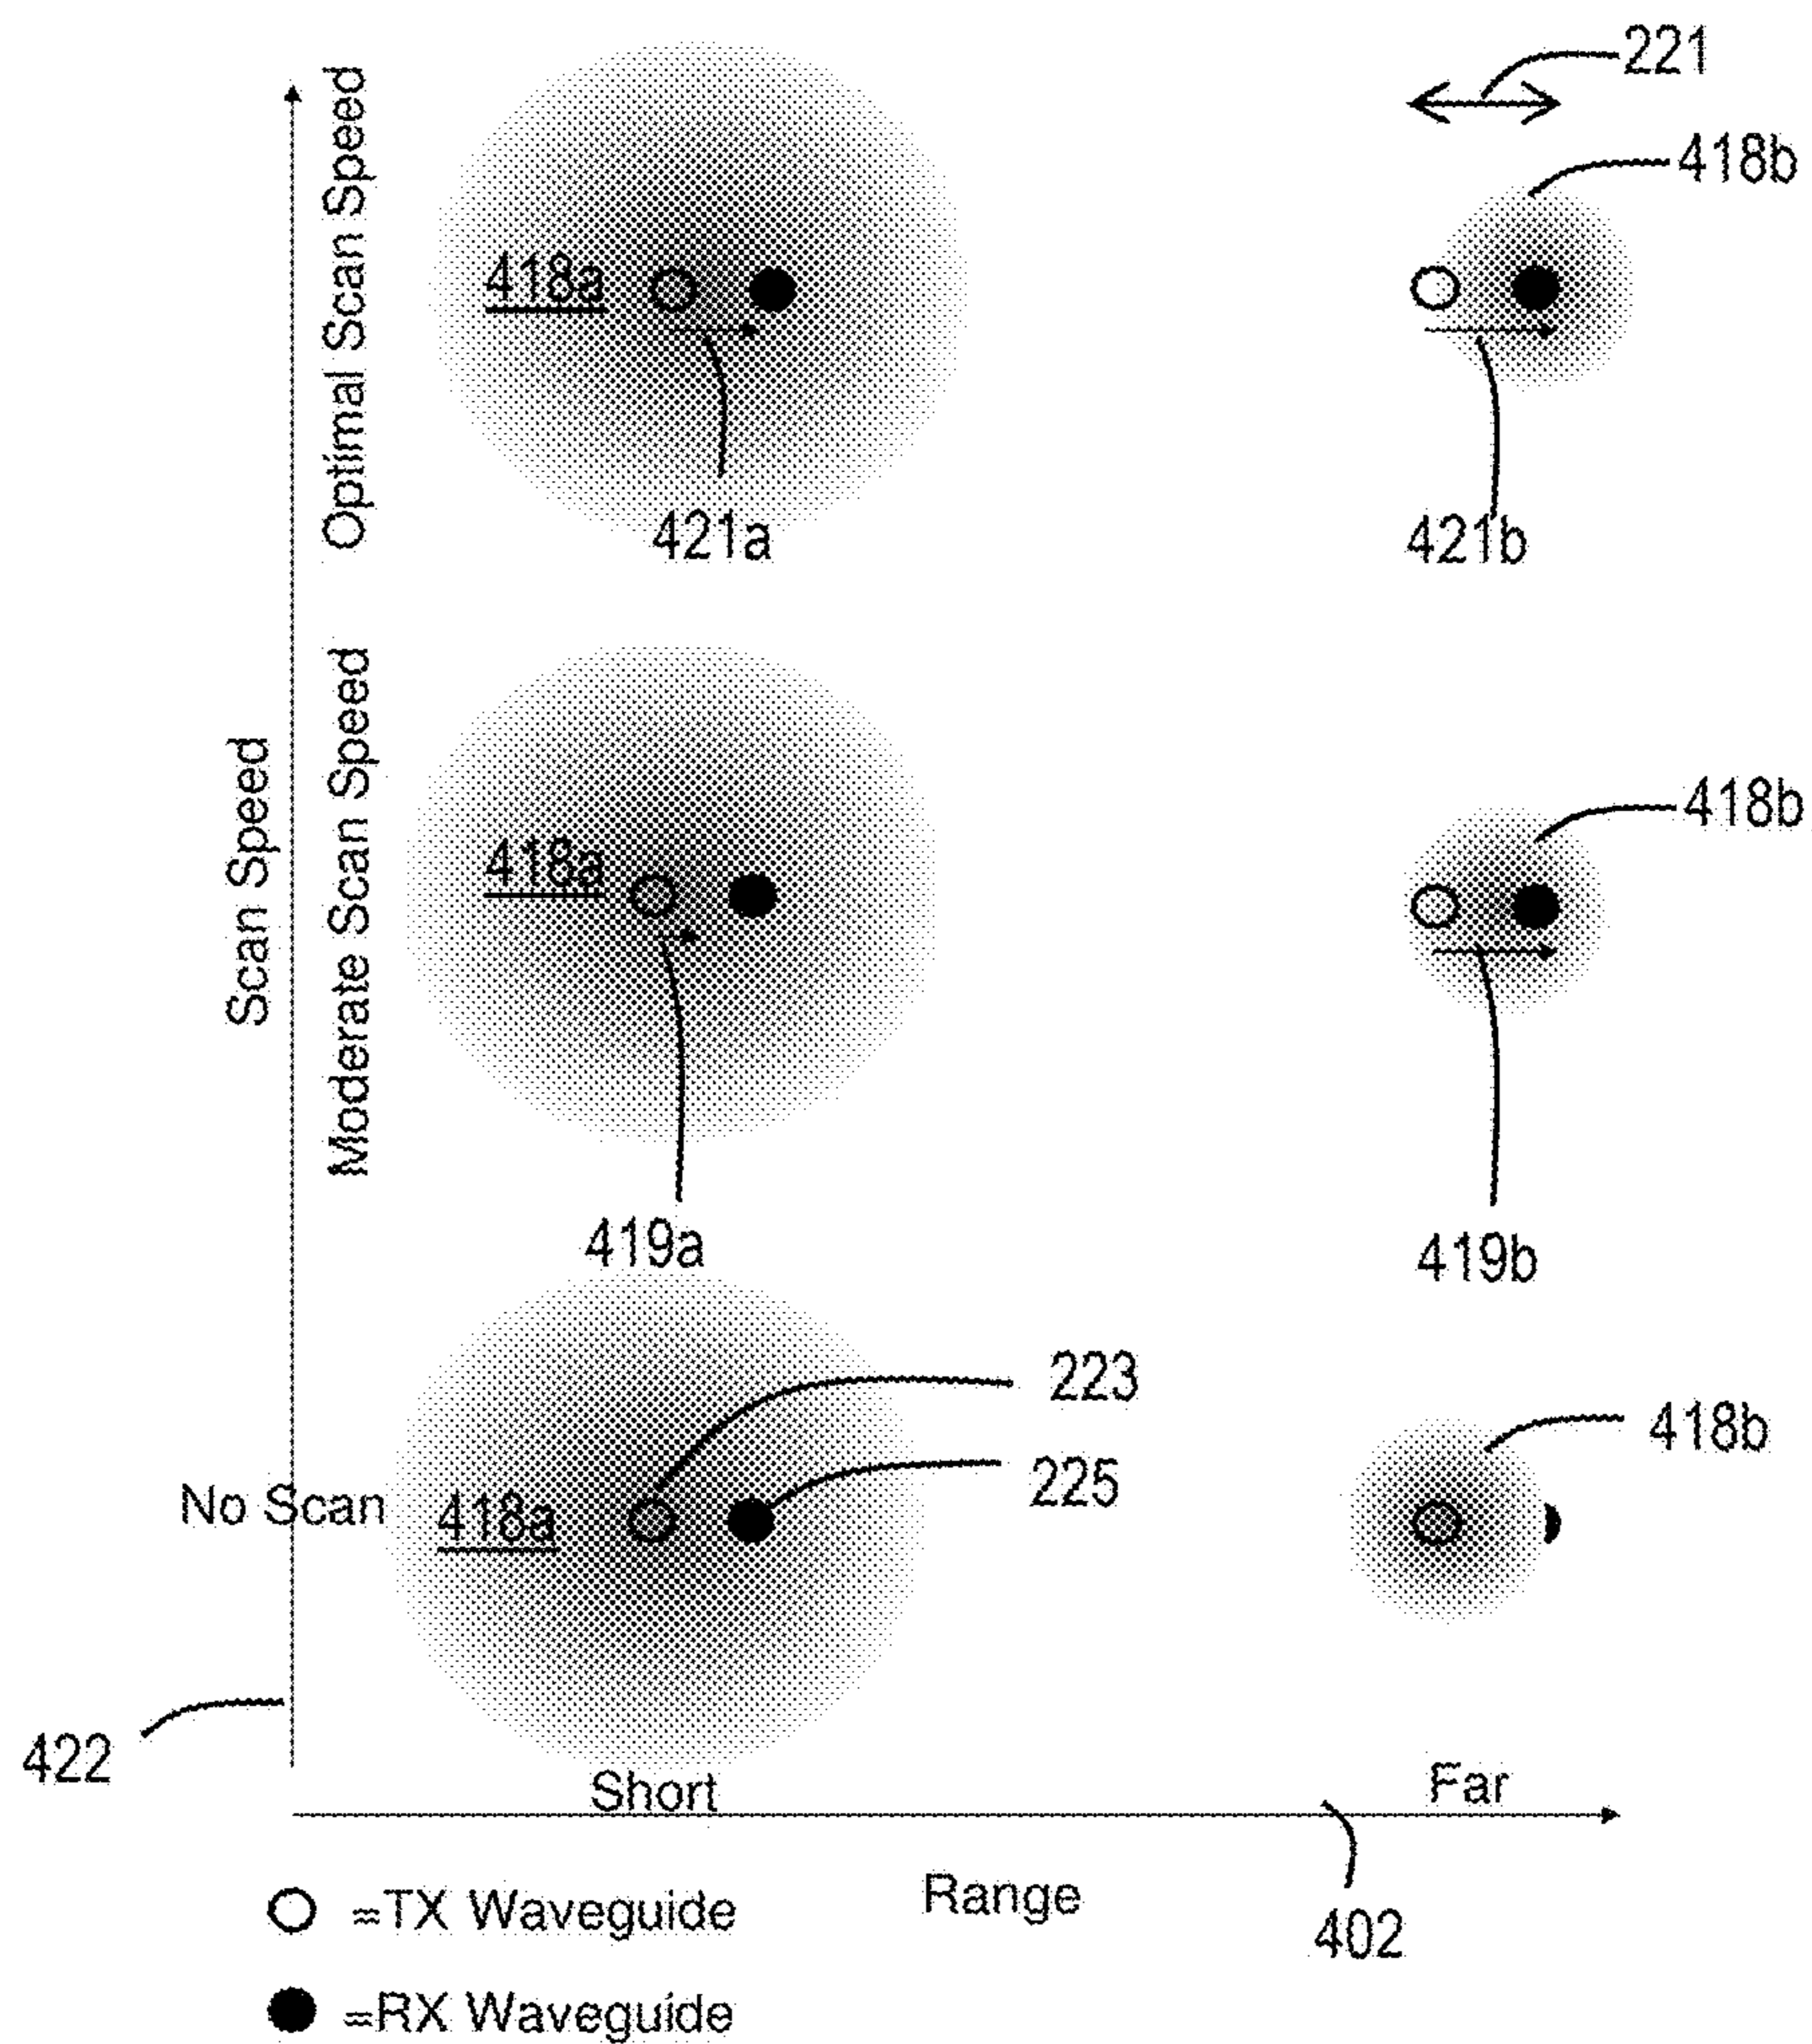 221
418b
Optimal Scan Speed
418a
421a
421b
Scan Speed
Moderate Scan Speed
418b
418a
419a
419b
223
418b
No Scan
418a
225
422
Short
Far
=TX Waveguide
Range
402
=RX Waveguide